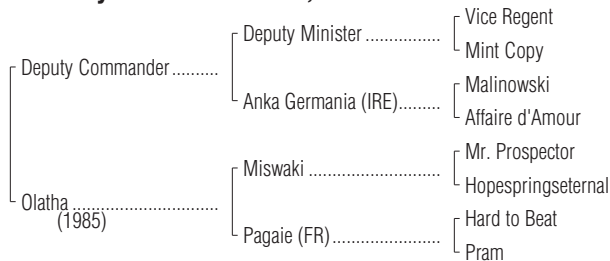 Vice Regent
Deputy Minister ..................
Mint Copy
Deputy Commander ..........
Malinowski
Anka Germania (IRE).........
Affaire d'Amour
Mr. Prospector
Miswaki ............................
Hopespringseternal
Olatha ................................
(1985)
Hard to Beat
Pagaie (FR).......................
Pram